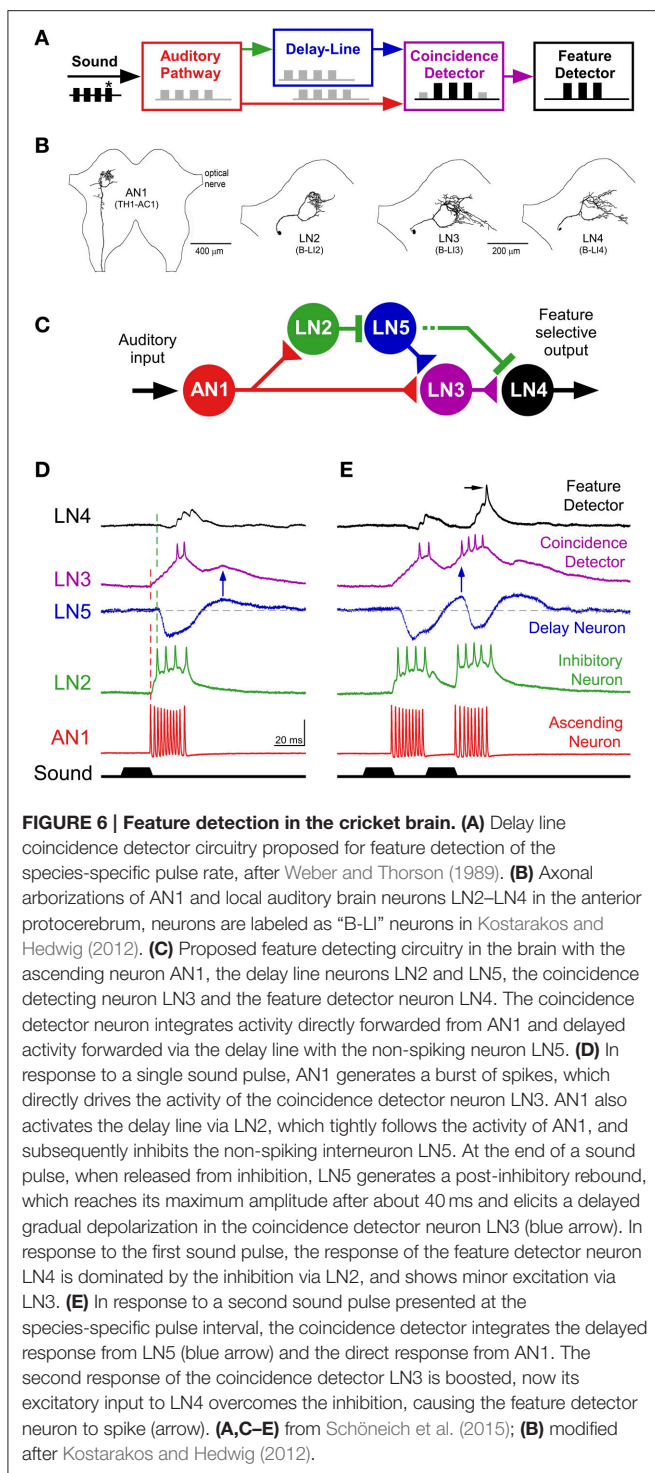 A
Sound
*
Auditory
Pathway
Delay-Line
Coincidence
Detector
Feature
Detector
B
AN1
(TH1-AC1)
optical
nerve
400 µm
LN2
(B-LI2)
LN3
(B-LI3)
200 µm
LN4
(B-LI4)
C
Auditory
input
AN1
LN2
LN5
LN3
LN4
Feature
selective
output
D
E
LN4
Feature
Detector
LN3
Coincidence
Detector
LN5
Delay Neuron
LN2
Inhibitory
Neuron
AN1
20 ms
Ascending
Neuron
Sound
FIGURE 6 | Feature detection in the cricket brain. (A) Delay line
coincidence detector circuitry proposed for feature detection of the
species-specific pulse rate, after Weber and Thorson (1989). (B) Axonal
arborizations of AN1 and local auditory brain neurons LN2–LN4 in the anterior
protocerebrum, neurons are labeled as “B-LI” neurons in Kostarakos and
Hedwig (2012). (C) Proposed feature detecting circuitry in the brain with the
ascending neuron AN1, the delay line neurons LN2 and LN5, the coincidence
detecting neuron LN3 and the feature detector neuron LN4. The coincidence
detector neuron integrates activity directly forwarded from AN1 and delayed
activity forwarded via the delay line with the non-spiking neuron LN5. (D) In
response to a single sound pulse, AN1 generates a burst of spikes, which
directly drives the activity of the coincidence detector neuron LN3. AN1 also
activates the delay line via LN2, which tightly follows the activity of AN1, and
subsequently inhibits the non-spiking interneuron LN5. At the end of a sound
pulse, when released from inhibition, LN5 generates a post-inhibitory rebound,
which reaches its maximum amplitude after about 40 ms and elicits a delayed
gradual depolarization in the coincidence detector neuron LN3 (blue arrow). In
response to the first sound pulse, the response of the feature detector neuron
LN4 is dominated by the inhibition via LN2, and shows minor excitation via
LN3. (E) In response to a second sound pulse presented at the
species-specific pulse interval, the coincidence detector integrates the delayed
response from LN5 (blue arrow) and the direct response from AN1. The
second response of the coincidence detector LN3 is boosted, now its
excitatory input to LN4 overcomes the inhibition, causing the feature detector
neuron to spike (arrow). (A,C–E) from Schöneich et al. (2015); (B) modified
after Kostarakos and Hedwig (2012).